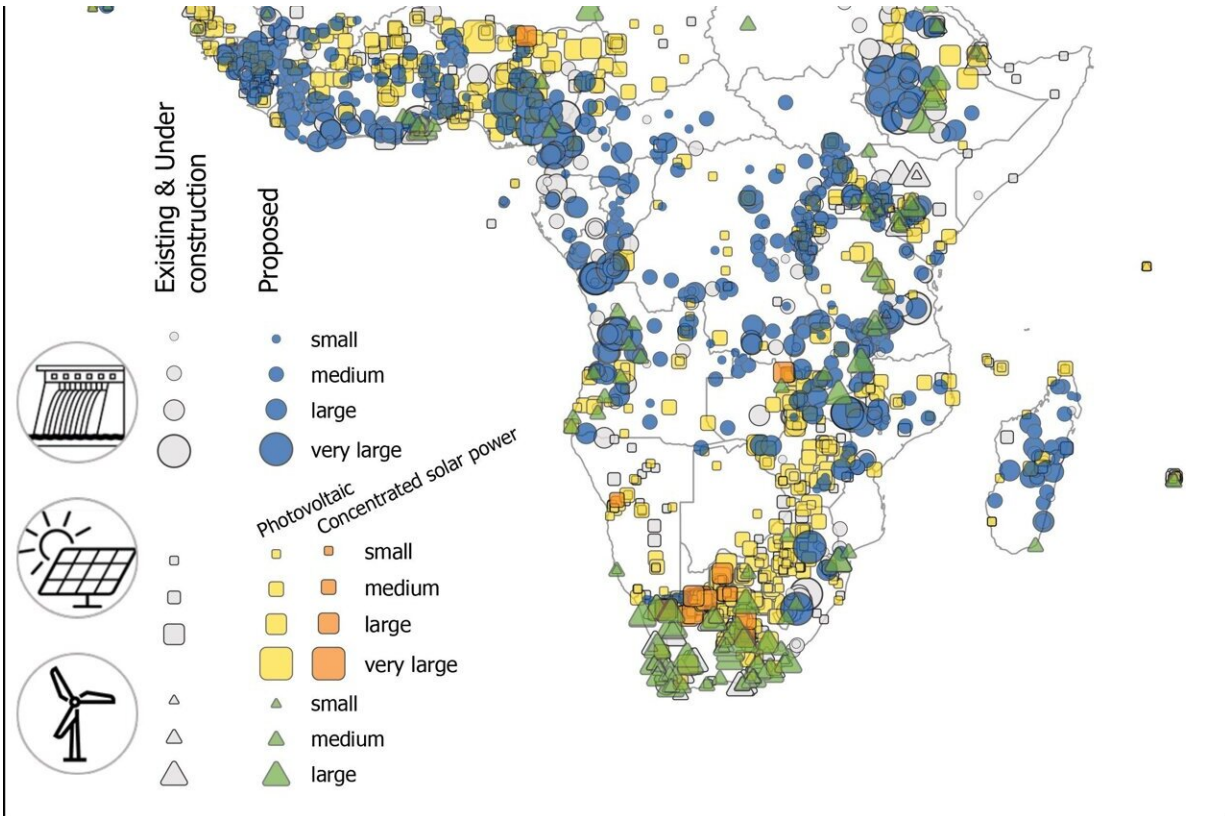 Existing & Under
construction
Proposed
small
medium
large
very large
Photovoltaic
Concentrated solar power
small
medium
large
very large
small
medium
large